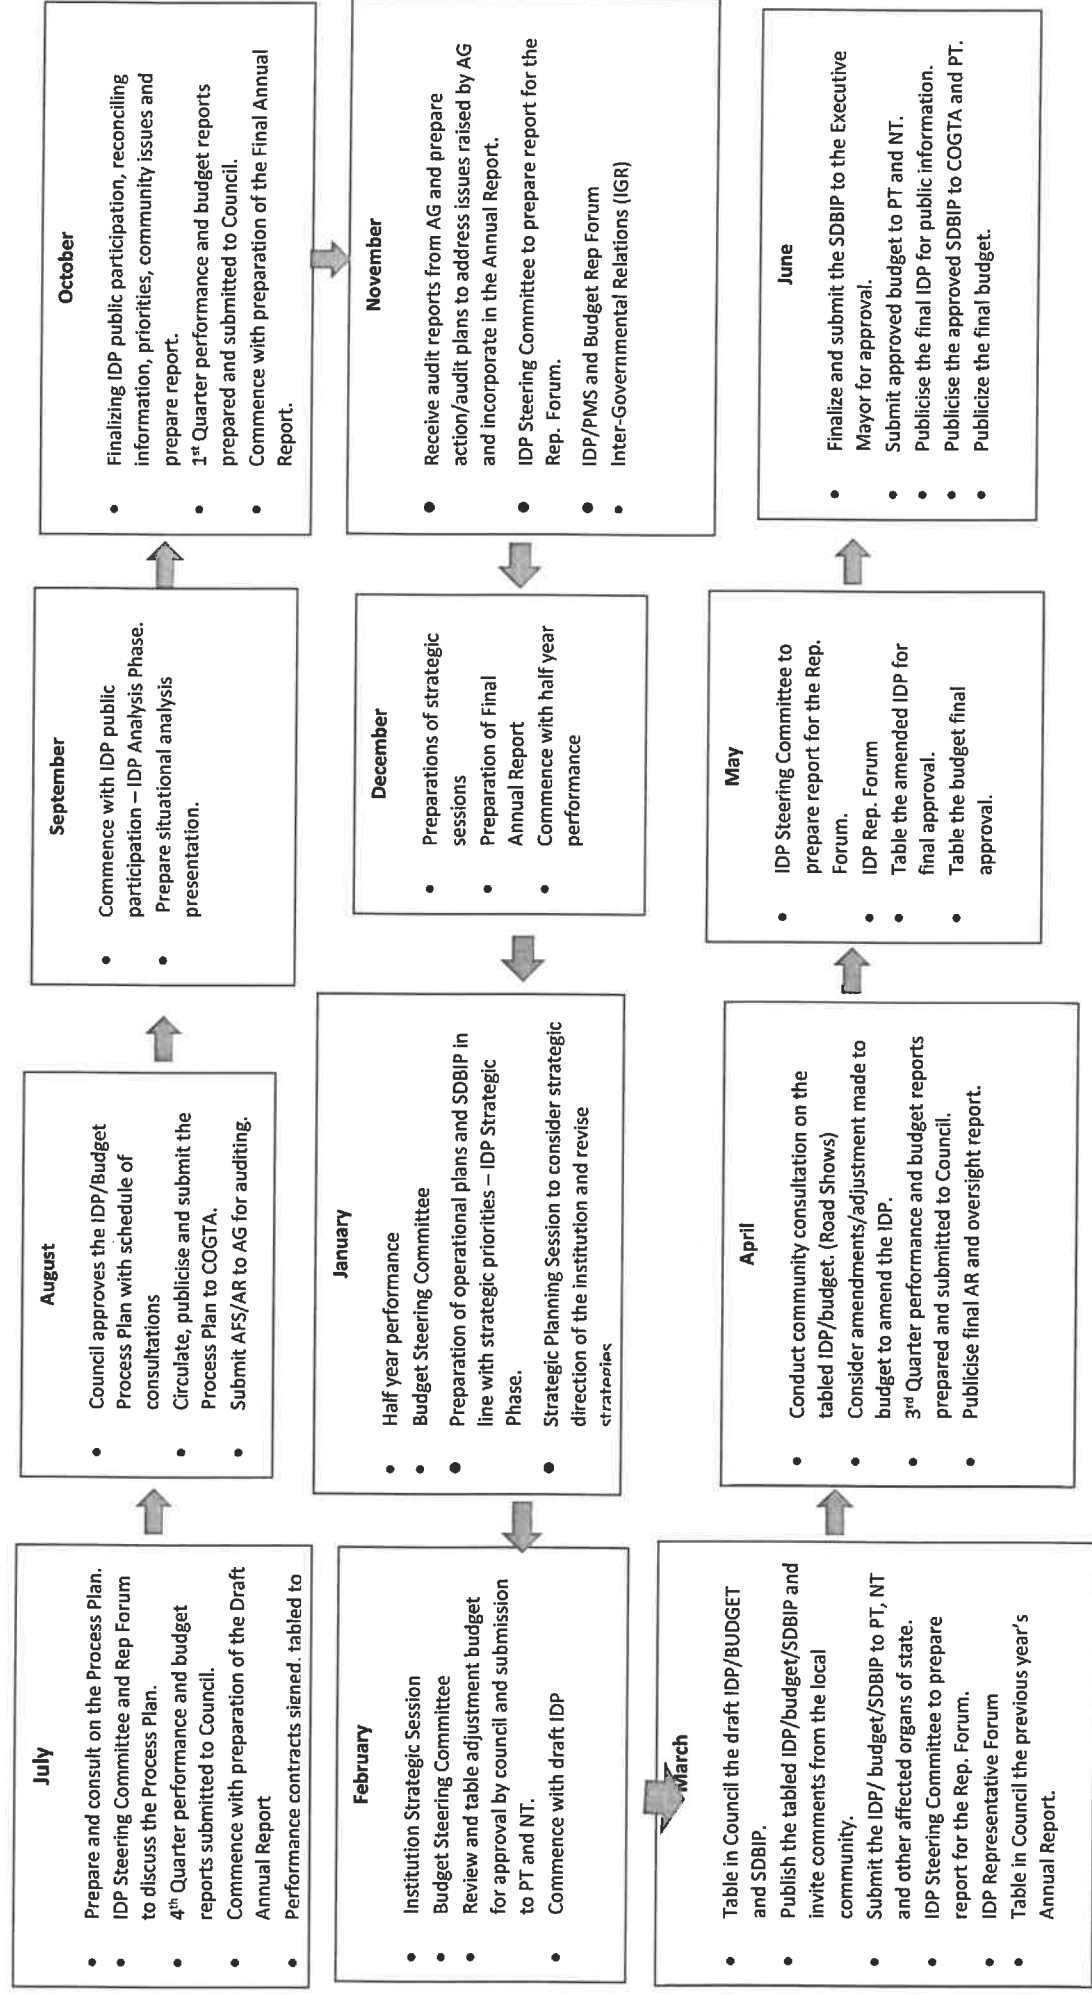 July
• Prepare and consult on the Process Plan.
• IDP Steering Committee and Rep Forum
to discuss the Process Plan.
• 4th Quarter performance and budget
reports submitted to Council.
• Commence with preparation of the Draft
Annual Report
• Performance contracts signed, tabled to
August
• Council approves the IDP/Budget
Process Plan with schedule of
consultations
• Circulate, publicise and submit the
Process Plan to COGTA.
• Submit AFS/AR to AG for auditing.
September
• Commence with IDP public
participation – IDP Analysis Phase.
• Prepare situational analysis
presentation.
October
• Finalizing IDP public participation, reconciling
information, priorities, community issues and
prepare report.
• 1st Quarter performance and budget reports
prepared and submitted to Council.
• Commence with preparation of the Final Annual
Report.
November
• Receive audit reports from AG and prepare
action/audit plans to address issues raised by AG
and incorporate in the Annual Report.
• IDP Steering Committee to prepare report for the
Rep. Forum.
• IDP/PMS and Budget Rep Forum
• Inter-Governmental Relations (IGR)
December
• Preparations of strategic
sessions
• Preparation of Final
Annual Report
• Commence with half year
performance
January
• Half year performance
• Budget Steering Committee
• Preparation of operational plans and SDBIP in
line with strategic priorities – IDP Strategic
Phase.
• Strategic Planning Session to consider strategic
direction of the institution and revise
strategies
February
• Institution Strategic Session
• Budget Steering Committee
• Review and table adjustment budget
for approval by council and submission
to PT and NT.
• Commence with draft IDP
March
• Table in Council the draft IDP/BUDGET
and SDBIP.
• Publish the tabled IDP/budget/SDBIP and
invite comments from the local
community.
• Submit the IDP/ budget/SDBIP to PT, NT
and other affected organs of state.
• IDP Steering Committee to prepare
report for the Rep. Forum.
• IDP Representative Forum
• Table in Council the previous year's
Annual Report.
April
• Conduct community consultation on the
tabled IDP/budget. (Road Shows)
• Consider amendments/adjustment made to
budget to amend the IDP.
• 3rd Quarter performance and budget reports
prepared and submitted to Council.
• Publicise final AR and oversight report.
May
• IDP Steering Committee to
prepare report for the Rep.
Forum.
• IDP Rep. Forum
• Table the amended IDP for
final approval.
• Table the budget final
approval.
June
• Finalize and submit the SDBIP to the Executive
Mayor for approval.
• Submit approved budget to PT and NT.
• Publicise the final IDP for public information.
• Publicise the approved SDBIP to COGTA and PT.
• Publicize the final budget.